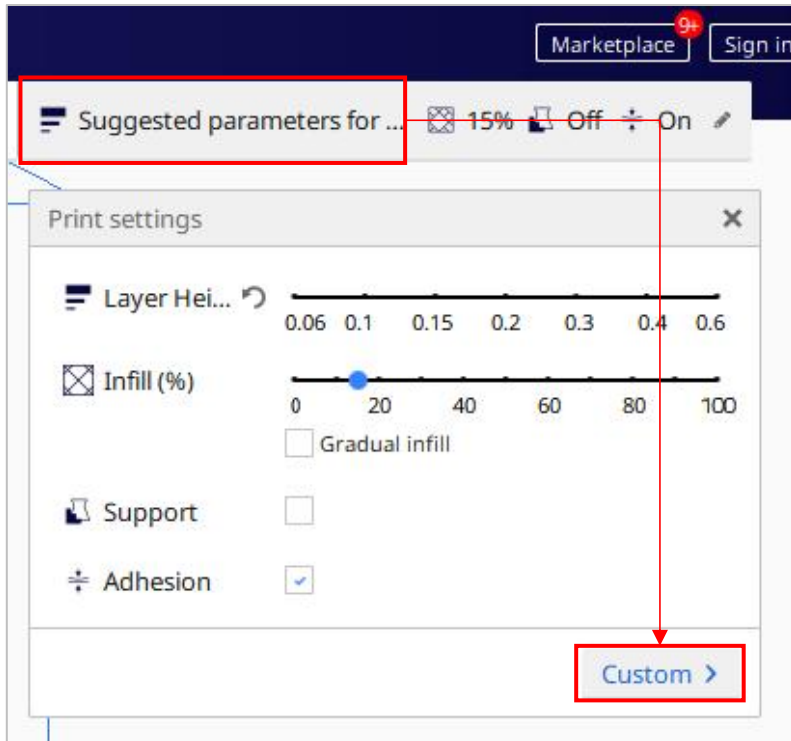 Marketplace 9+ Sign in
Suggested parameters for ... 15% Off On
Print settings
Layer Hei...
0.06 0.1 0.15 0.2 0.3 0.4 0.6
Infill (%)
0 20 40 60 80 100
Gradual infill
Support
Adhesion
Custom